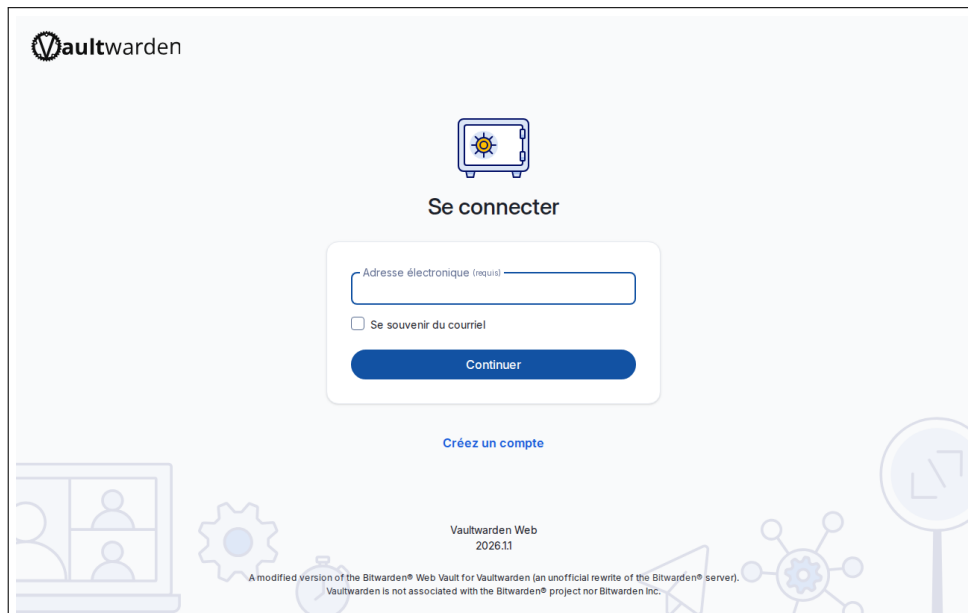 Vaultwarden
Se connecter
Adresse électronique (requis)
Se souvenir du courriel
Continuer
Créez un compte
Vaultwarden Web
2026.1.1
A modified version of the Bitwarden® Web Vault for Vaultwarden (an unofficial rewrite of the Bitwarden® server).
Vaultwarden is not associated with the Bitwarden® project nor Bitwarden Inc.